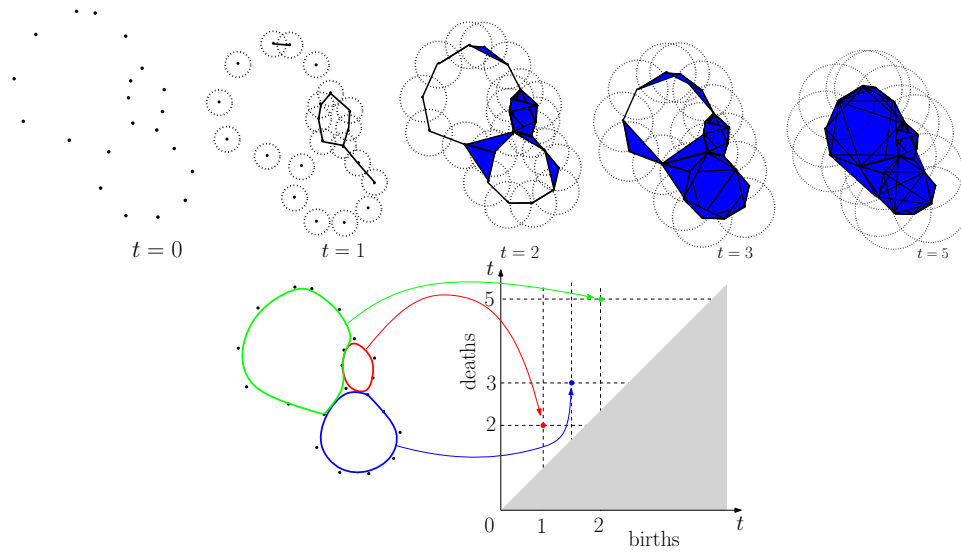 t = 0
t = 1
t = 2
t = 3
t = 5
t
5
3
2
deaths
0
1
2
t
births